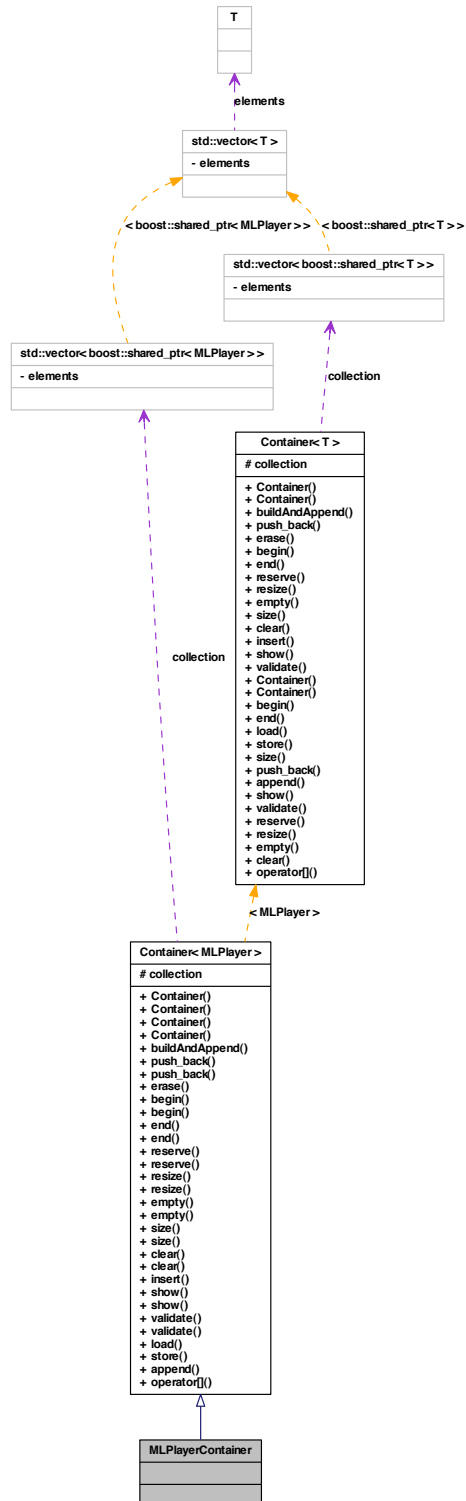 T
elements
std::vector< T >
- elements
< boost::shared_ptr< MLPlayer > >
< boost::shared_ptr< T > >
std::vector< boost::shared_ptr< T > >
- elements
std::vector< boost::shared_ptr< MLPlayer > >
- elements
collection
Container< T >
# collection
+ Container()
+ Container()
+ buildAndAppend()
+ push_back()
+ erase()
+ begin()
+ end()
+ reserve()
+ resize()
+ empty()
+ size()
+ clear()
+ insert()
+ show()
+ validate()
+ Container()
+ Container()
+ begin()
+ end()
+ load()
+ store()
+ size()
+ push_back()
+ append()
+ show()
+ validate()
+ reserve()
+ resize()
+ empty()
+ clear()
+ operator[]()
collection
< MLPlayer >
Container< MLPlayer >
# collection
+ Container()
+ Container()
+ Container()
+ Container()
+ buildAndAppend()
+ push_back()
+ push_back()
+ erase()
+ begin()
+ begin()
+ end()
+ end()
+ reserve()
+ reserve()
+ resize()
+ resize()
+ empty()
+ empty()
+ size()
+ size()
+ clear()
+ clear()
+ insert()
+ show()
+ show()
+ validate()
+ validate()
+ load()
+ store()
+ append()
+ operator[]()
MLPlayerContainer